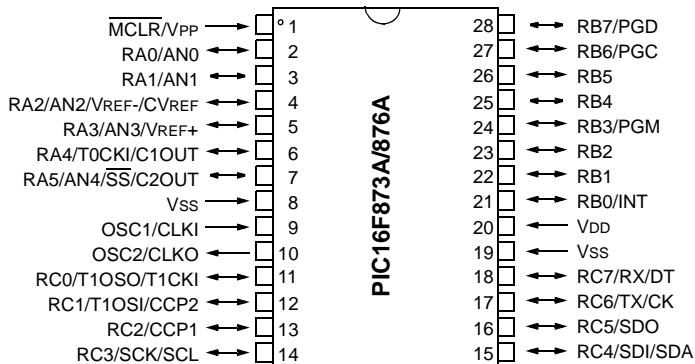 MCLR/VPP 1 28 RB7/PGD
RA0/AN0 2 27 RB6/PGC
RA1/AN1 3 26 RB5
RA2/AN2/VREF-/CVREF 4 25 RB4
RA3/AN3/VREF+ 5 24 RB3/PGM
RA4/T0CKI/C1OUT 6 23 RB2
RA5/AN4/SS/C2OUT 7 22 RB1
VSS 8 21 RB0/INT
OSC1/CLKI 9 20 VDD
OSC2/CLKO 10 19 VSS
RC0/T1OSO/T1CKI 11 18 RC7/RX/DT
RC1/T1OSI/CCP2 12 17 RC6/TX/CK
RC2/CCP1 13 16 RC5/SDO
RC3/SCK/SCL 14 15 RC4/SDI/SDA
PIC16F873A/876A